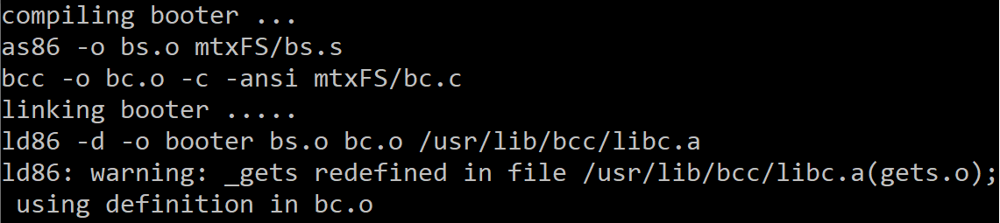 compiling booter ...
as86 -o bs.o mtxFS/bs.s
bcc -o bc.o -c -ansi mtxFS/bc.c
linking booter .....
ld86 -d -o booter bs.o bc.o /usr/lib/bcc/libc.a
ld86: warning: _gets redefined in file /usr/lib/bcc/libc.a(gets.o);
 using definition in bc.o